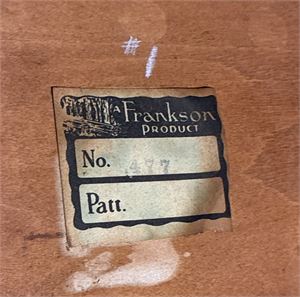 #1
A Frankson
PRODUCT
No. 477
Patt.